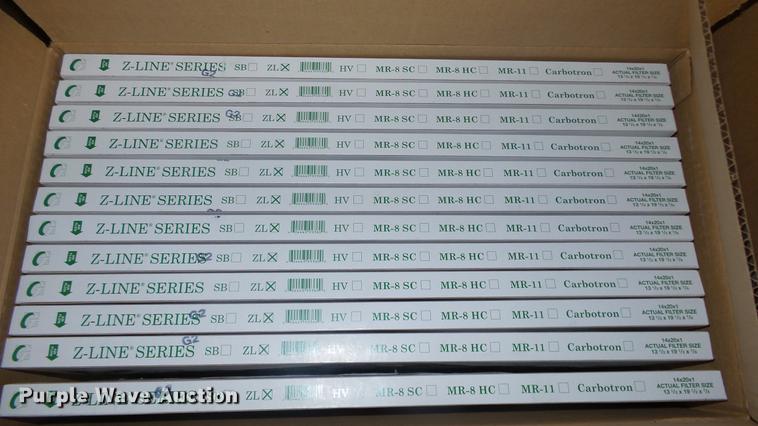 Z-LINE® SERIES G2 SB ZL HV MR-8 SC MR-8 HC MR-11 Carbotron 14x20x1
ACTUAL FILTER SIZE
Z-LINE® SERIES G2 SB ZL HV MR-8 SC MR-8 HC MR-11 Carbotron 14x20x1
ACTUAL FILTER SIZE
Z-LINE® SERIES G2 SB ZL HV MR-8 SC MR-8 HC MR-11 Carbotron 14x20x1
ACTUAL FILTER SIZE
Z-LINE® SERIES SB ZL HV MR-8 SC MR-8 HC MR-11 Carbotron 14x20x1
ACTUAL FILTER SIZE
Z-LINE® SERIES SB ZL HV MR-8 SC MR-8 HC MR-11 Carbotron 14x20x1
ACTUAL FILTER SIZE
Z-LINE® SERIES SB ZL HV MR-8 SC MR-8 HC MR-11 Carbotron 14x20x1
ACTUAL FILTER SIZE
Z-LINE® SERIES SB ZL HV MR-8 SC MR-8 HC MR-11 Carbotron 14x20x1
ACTUAL FILTER SIZE
Z-LINE® SERIES G2 SB ZL HV MR-8 SC MR-8 HC MR-11 Carbotron 14x20x1
ACTUAL FILTER SIZE
Z-LINE® SERIES SB ZL HV MR-8 SC MR-8 HC MR-11 Carbotron 14x20x1
ACTUAL FILTER SIZE
Z-LINE® SERIES G2 SB ZL HV MR-8 SC MR-8 HC MR-11 Carbotron 14x20x1
ACTUAL FILTER SIZE
Z-LINE® SERIES G2 SB ZL HV MR-8 SC MR-8 HC MR-11 Carbotron 14x20x1
ACTUAL FILTER SIZE
ZL HV MR-8 SC MR-8 HC MR-11 Carbotron 14x20x1
ACTUAL FILTER SIZE
Purple Wave Auction